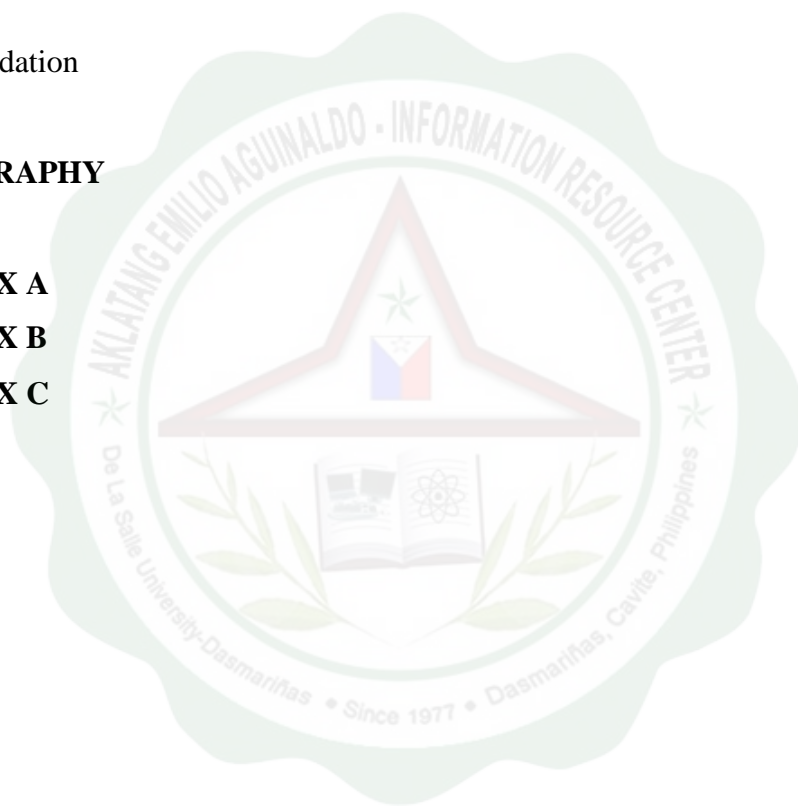 dation
RAPHY
X A
X B
X C
AKLATANG EMILIO AGUINALDO - INFORMATION RESOURCE CENTER
De La Salle University-Dasmariñas • Since 1977 • Dasmariñas, Cavite, Philippines